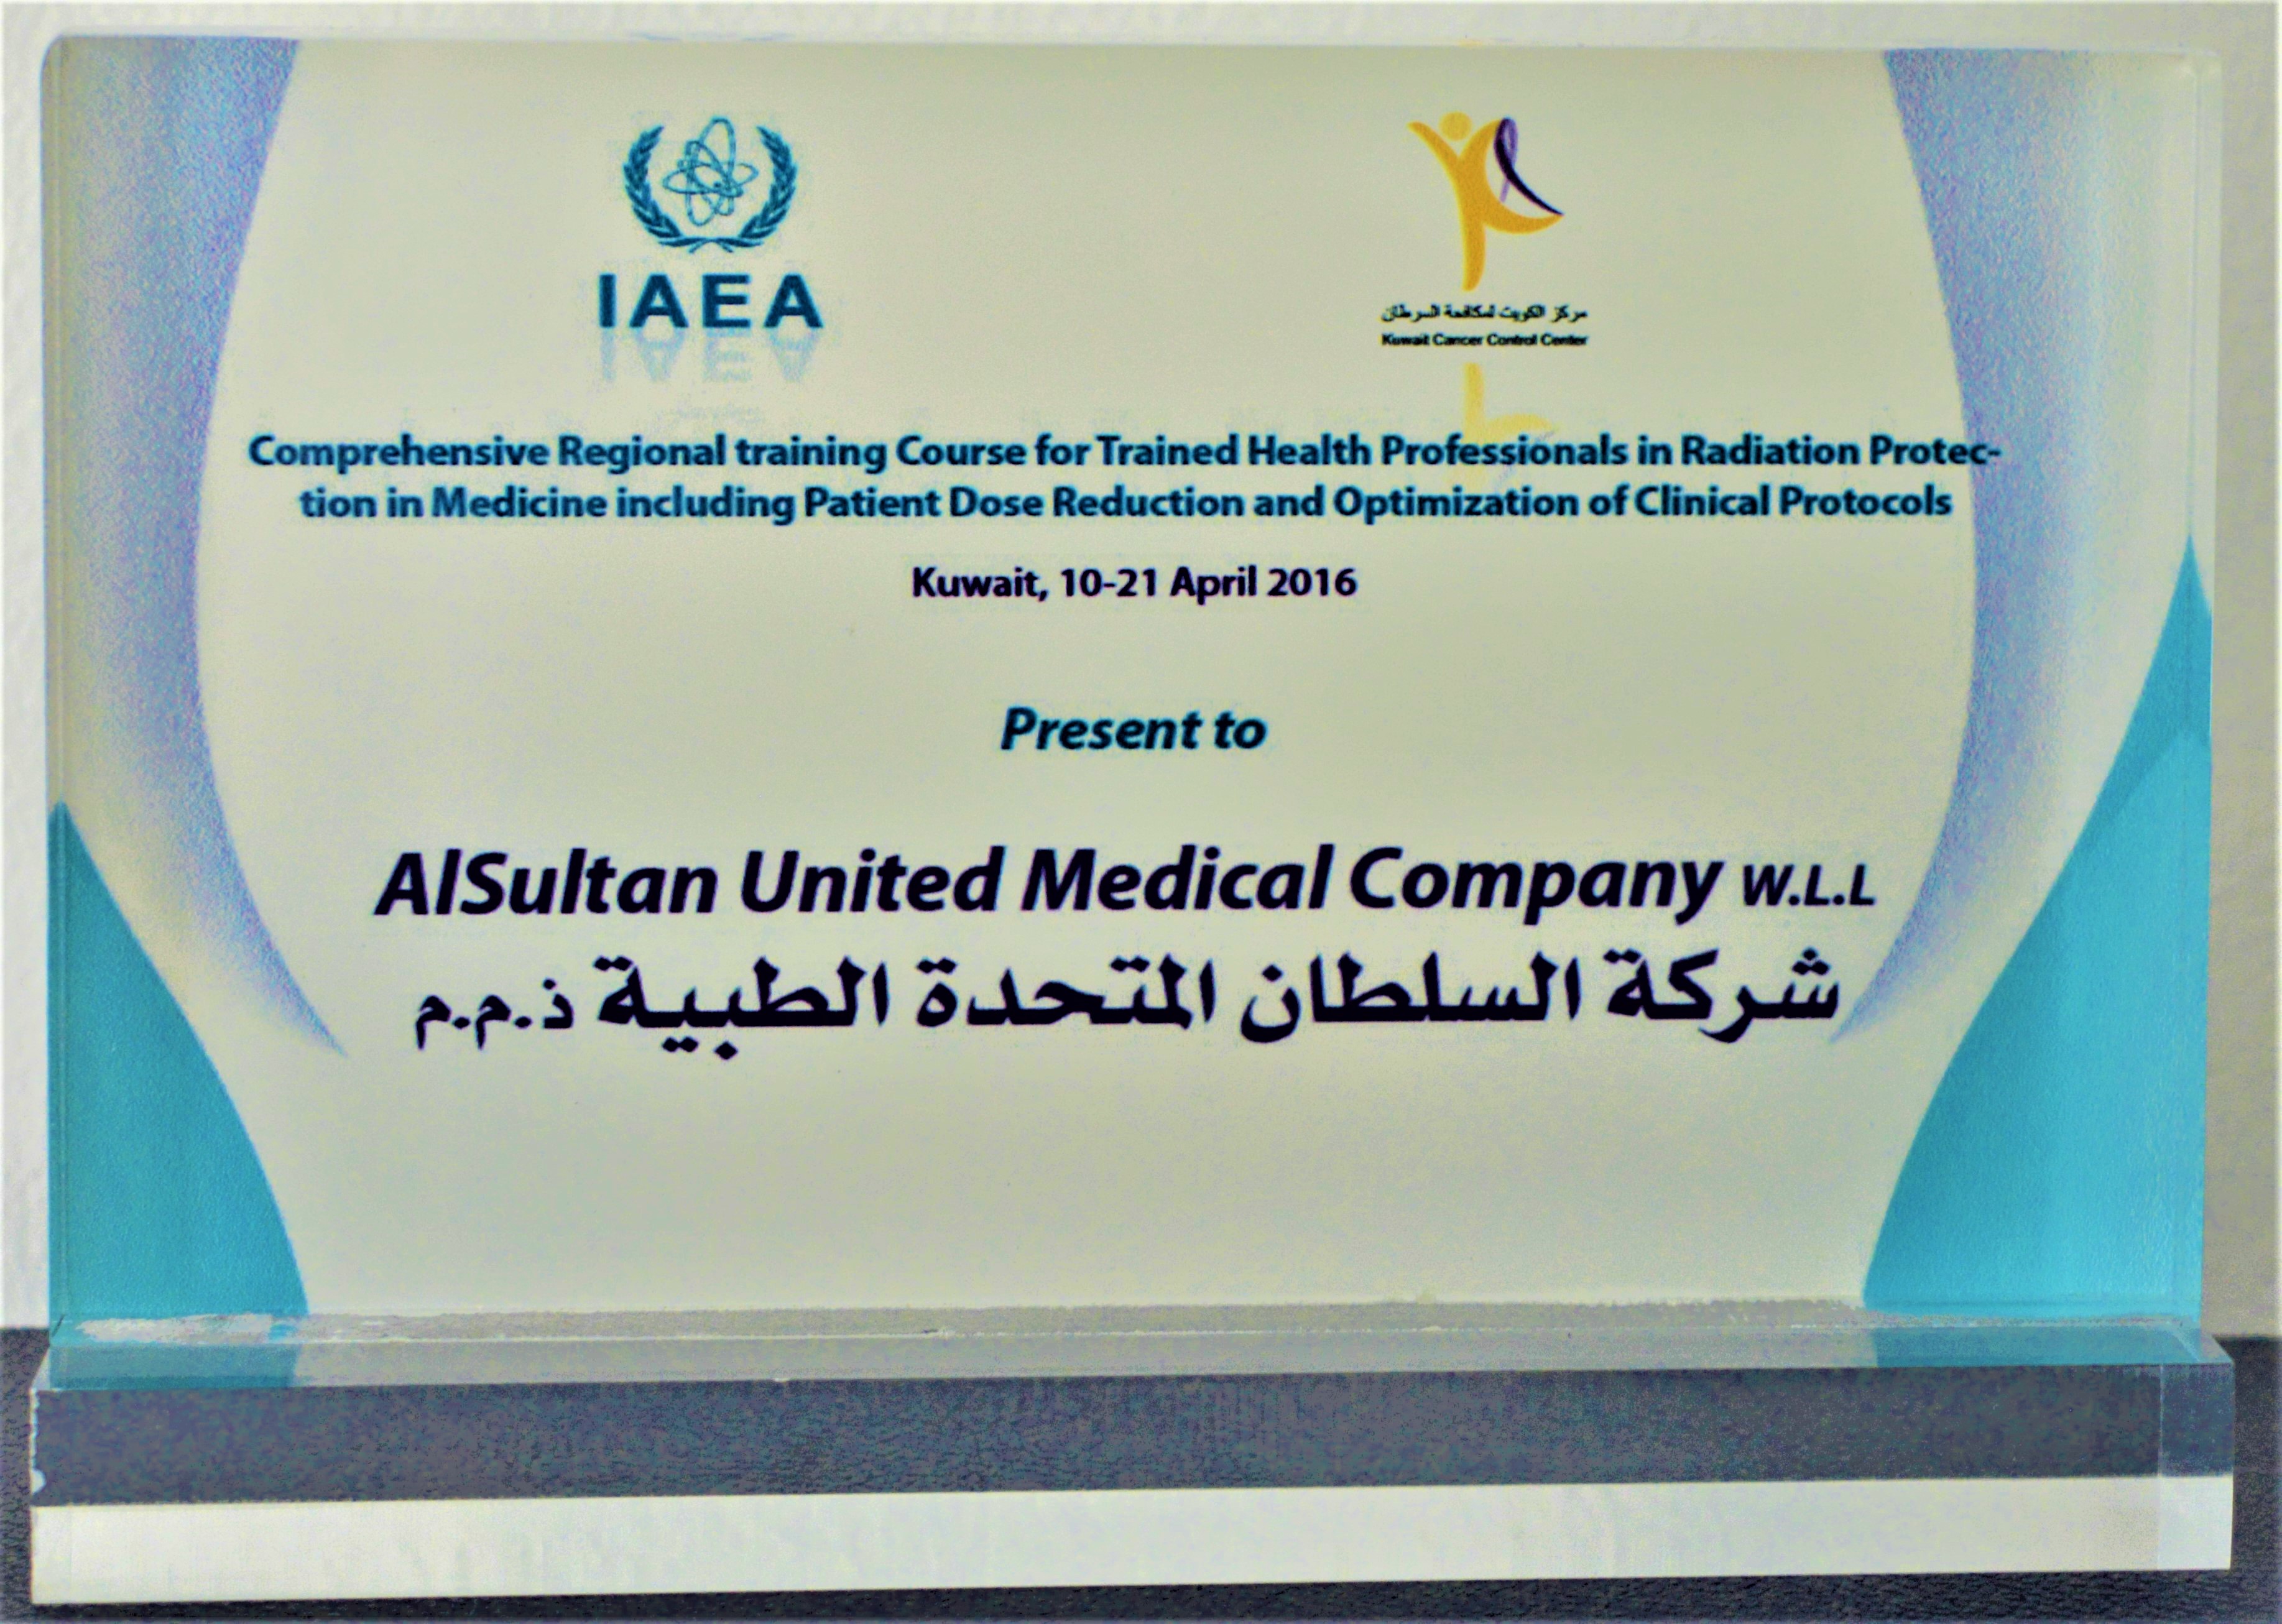 IAEA
مركز الكويت لمكافحة السرطان
Kuwait Cancer Control Center
Comprehensive Regional training Course for Trained Health Professionals in Radiation Protec-
tion in Medicine including Patient Dose Reduction and Optimization of Clinical Protocols
Kuwait, 10-21 April 2016
Present to
AlSultan United Medical Company W.L.L
شركة السلطان المتحدة الطبية ذ.م.م